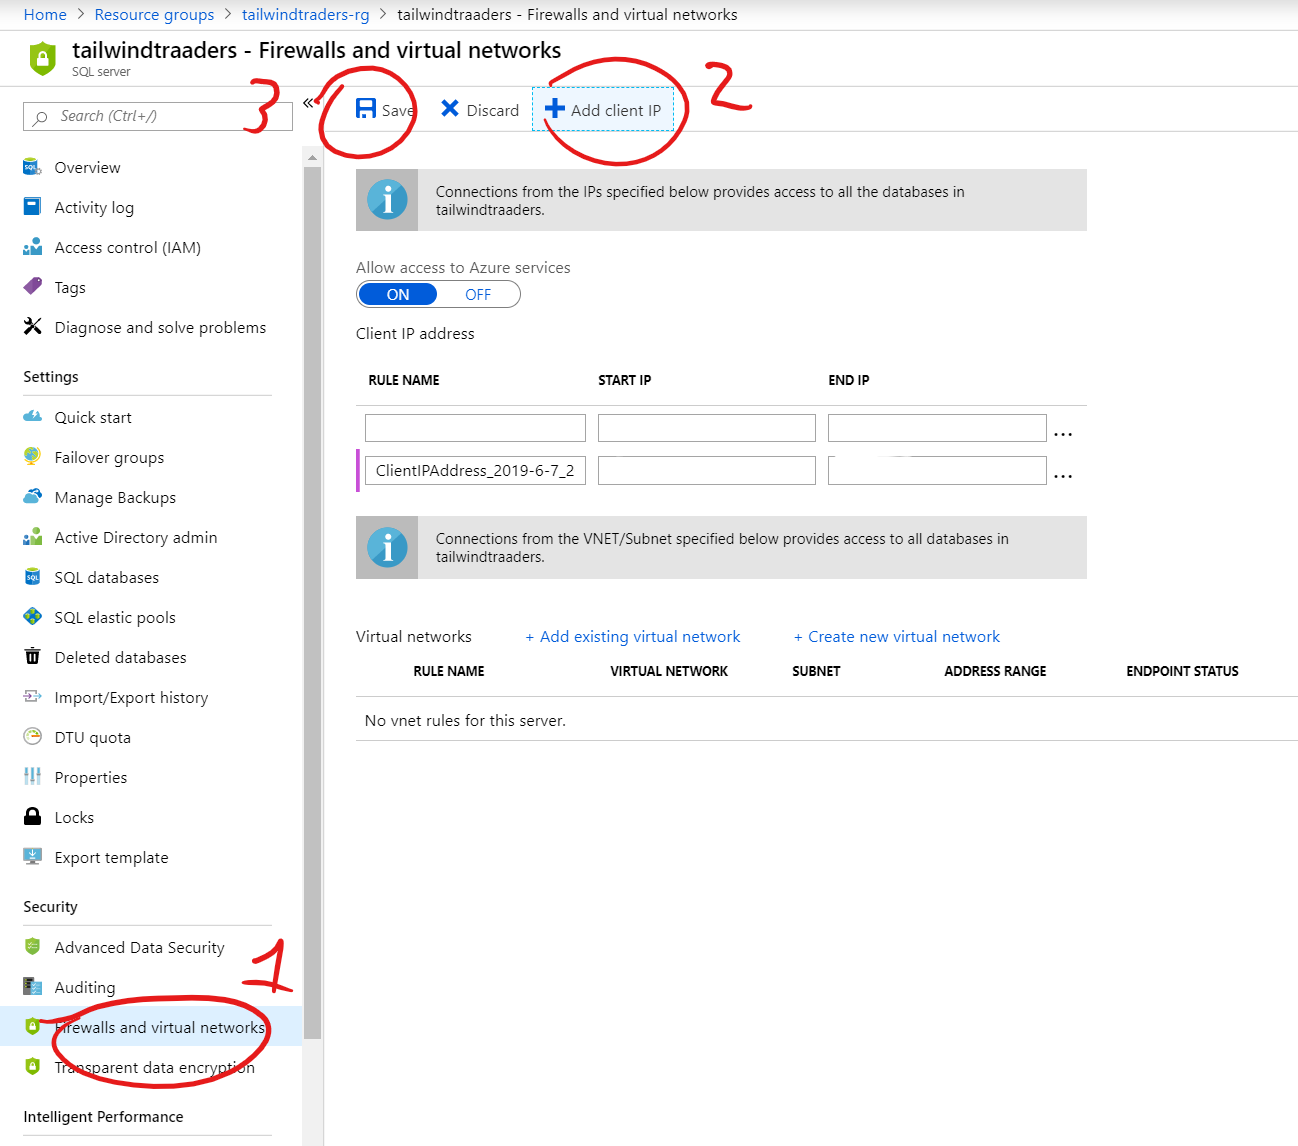 Home > Resource groups > tailwindtraders-rg > tailwindtraaders - Firewalls and virtual networks
tailwindtraaders - Firewalls and virtual networks
SQL server
3
2
Search (Ctrl+/)
«
Save
Discard
Add client IP
Overview
Activity log
Access control (IAM)
Tags
Diagnose and solve problems
Settings
Quick start
Failover groups
Manage Backups
Active Directory admin
SQL databases
SQL elastic pools
Deleted databases
Import/Export history
DTU quota
Properties
Locks
Export template
Security
Advanced Data Security
1
Auditing
Firewalls and virtual networks
Transparent data encryption
Intelligent Performance
Connections from the IPs specified below provides access to all the databases in
tailwindtraaders.
Allow access to Azure services
ON OFF
Client IP address
RULE NAME START IP END IP
...
ClientIPAddress_2019-6-7_2 ...
Connections from the VNET/Subnet specified below provides access to all databases in
tailwindtraaders.
Virtual networks + Add existing virtual network + Create new virtual network
RULE NAME VIRTUAL NETWORK SUBNET ADDRESS RANGE ENDPOINT STATUS
No vnet rules for this server.